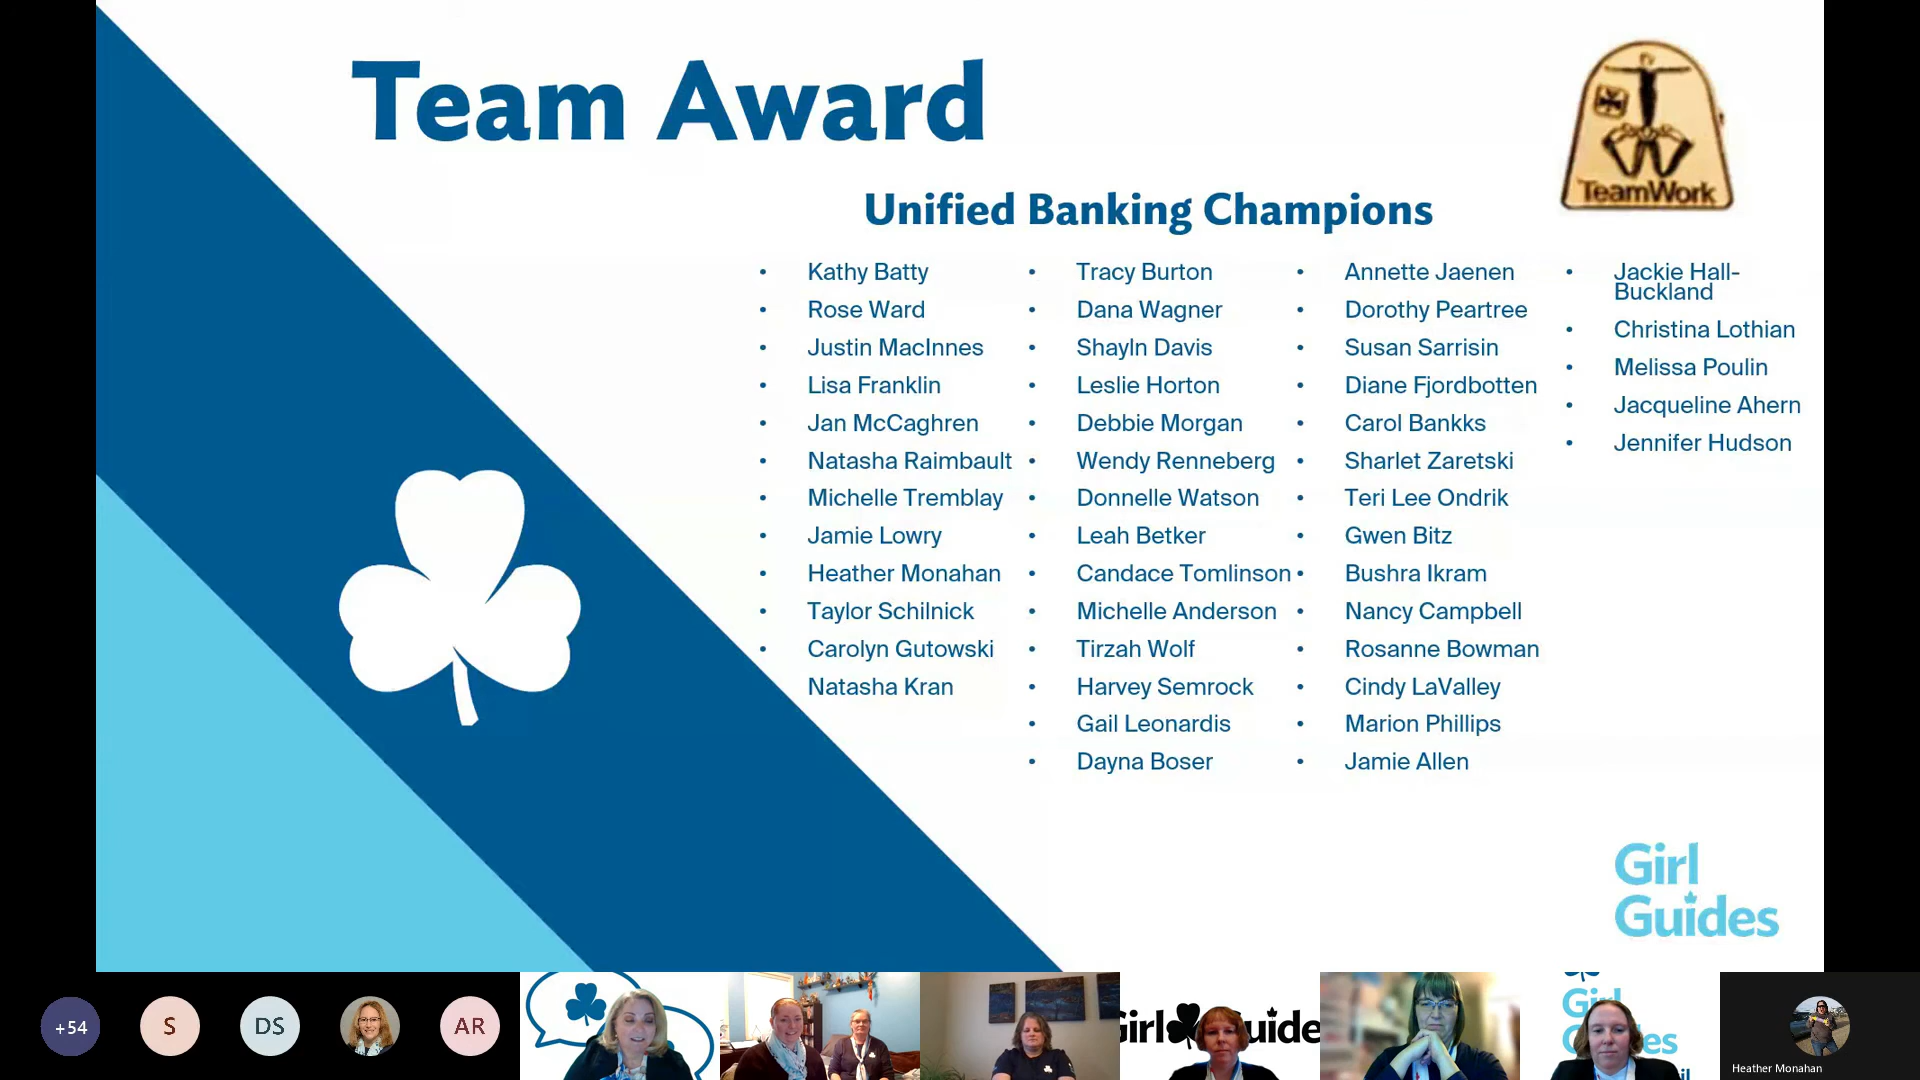 Team Award
TeamWork
Unified Banking Champions
Kathy Batty
Rose Ward
Justin MacInnes
Lisa Franklin
Jan McCaghren
Natasha Raimbault
Michelle Tremblay
Jamie Lowry
Heather Monahan
Taylor Schilnick
Carolyn Gutowski
Natasha Kran
Tracy Burton
Dana Wagner
Shayln Davis
Leslie Horton
Debbie Morgan
Wendy Renneberg
Donnelle Watson
Leah Betker
Candace Tomlinson
Michelle Anderson
Tirzah Wolf
Harvey Semrock
Gail Leonardis
Dayna Boser
Annette Jaenen
Dorothy Peartree
Susan Sarrisin
Diane Fjordbotten
Carol Bankks
Sharlet Zaretski
Teri Lee Ondrik
Gwen Bitz
Bushra Ikram
Nancy Campbell
Rosanne Bowman
Cindy LaValley
Marion Phillips
Jamie Allen
Jackie Hall-
Buckland
Christina Lothian
Melissa Poulin
Jacqueline Ahern
Jennifer Hudson
Girl
Guides
+54
S
DS
AR
Girl Guides
Girl
Guides
Heather Monahan